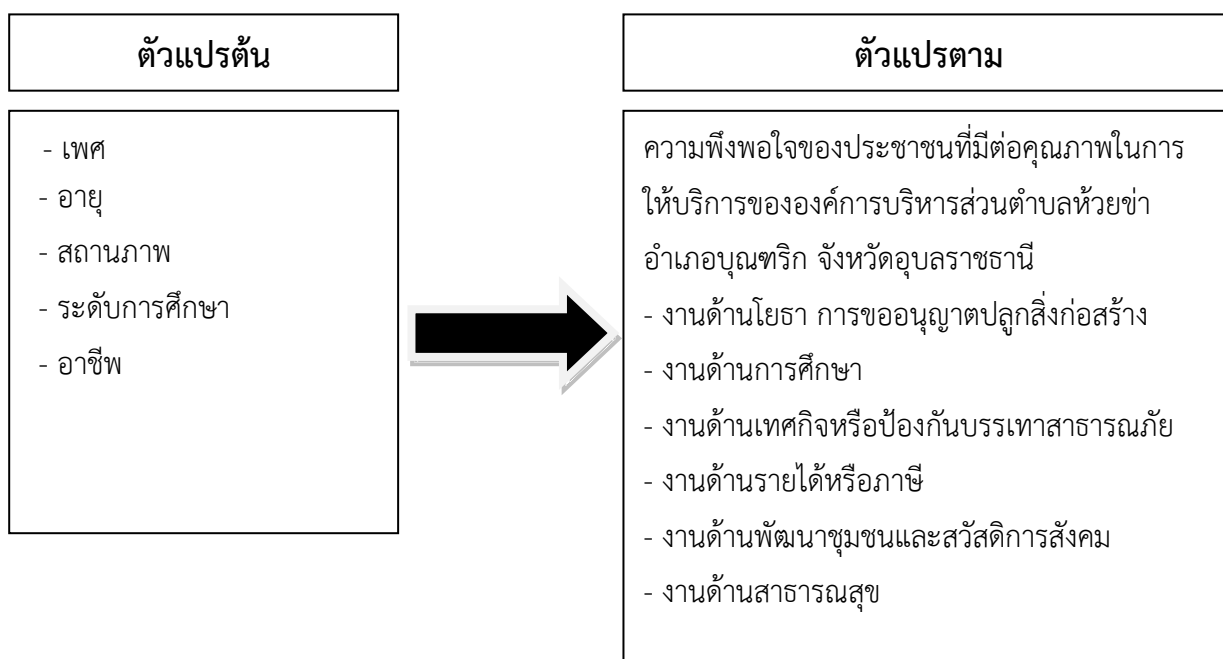 ตัวแปรต้น
- เพศ
- อายุ
- สถานภาพ
- ระดับการศึกษา
- อาชีพ
ตัวแปรตาม
ความพึงพอใจของประชาชนที่มีต่อคุณภาพในการ
ให้บริการขององค์การบริหารส่วนตำบลห้วยข่า
อำเภอบุณฑริก จังหวัดอุบลราชธานี
- งานด้านโยธา การขออนุญาตปลูกสิ่งก่อสร้าง
- งานด้านการศึกษา
- งานด้านเทศกิจหรือป้องกันบรรเทาสาธารณภัย
- งานด้านรายได้หรือภาษี
- งานด้านพัฒนาชุมชนและสวัสดิการสังคม
- งานด้านสาธารณสุข